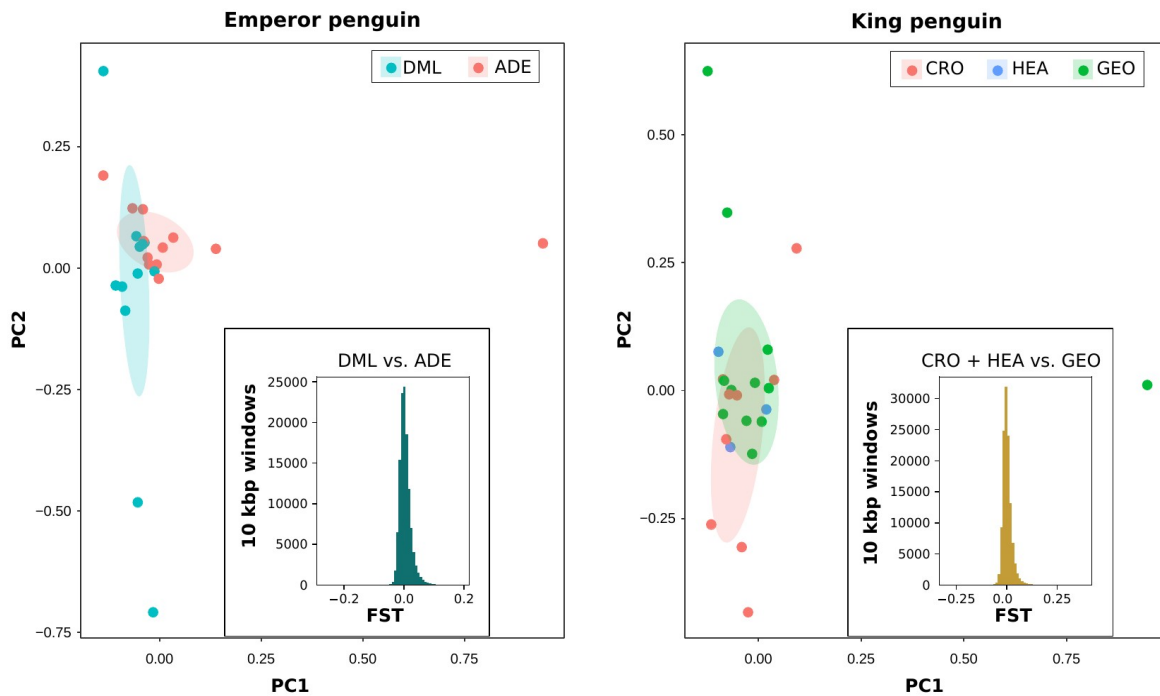 Emperor penguin
DML ADE
0.25
0.00
−0.25
−0.50
−0.75
PC2
0.00 0.25 0.50 0.75
PC1
DML vs. ADE
25000
20000
15000
10000
5000
0
10 kbp windows
−0.2 0.0 0.2
FST
King penguin
CRO HEA GEO
0.50
0.25
0.00
−0.25
PC2
0.00 0.25 0.50 0.75
PC1
CRO + HEA vs. GEO
30000
25000
20000
15000
10000
5000
0
10 kbp windows
−0.25 0.0 0.25
FST